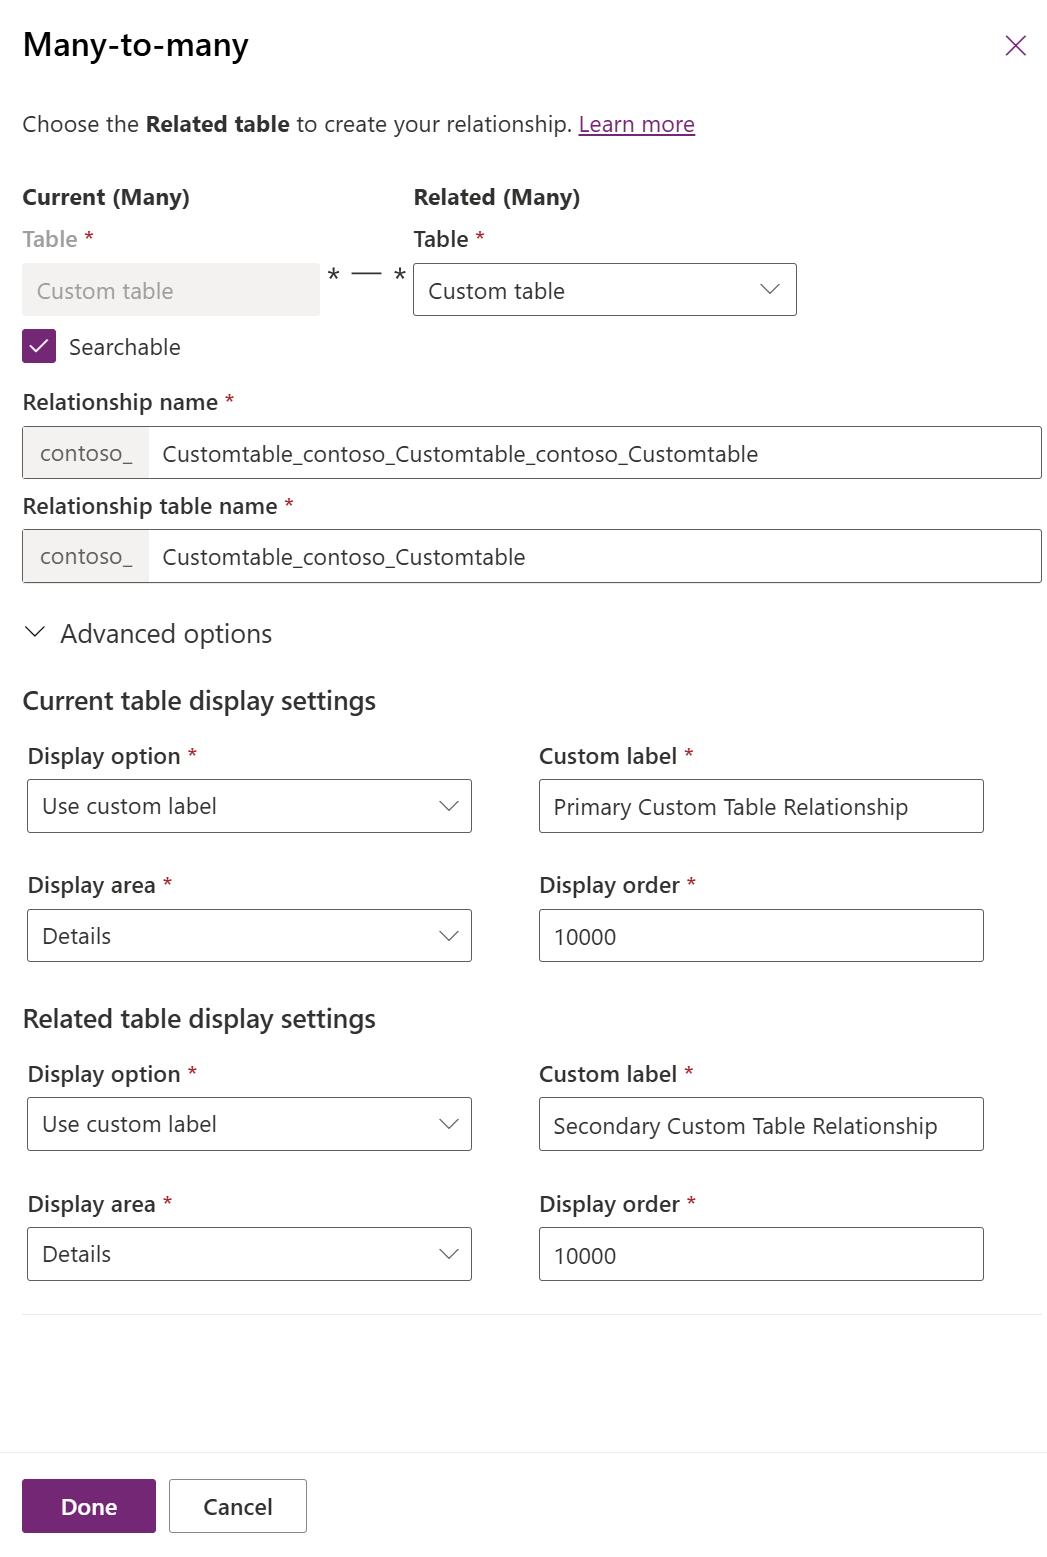 Many-to-many
Choose the Related table to create your relationship. Learn more
Current (Many)
Related (Many)
Table *
Table *
Custom table
* — *
Custom table
Searchable
Relationship name *
contoso_ Customtable_contoso_Customtable_contoso_Customtable
Relationship table name *
contoso_ Customtable_contoso_Customtable
Advanced options
Current table display settings
Display option *
Custom label *
Use custom label
Primary Custom Table Relationship
Display area *
Display order *
Details
10000
Related table display settings
Display option *
Custom label *
Use custom label
Secondary Custom Table Relationship
Display area *
Display order *
Details
10000
Done
Cancel